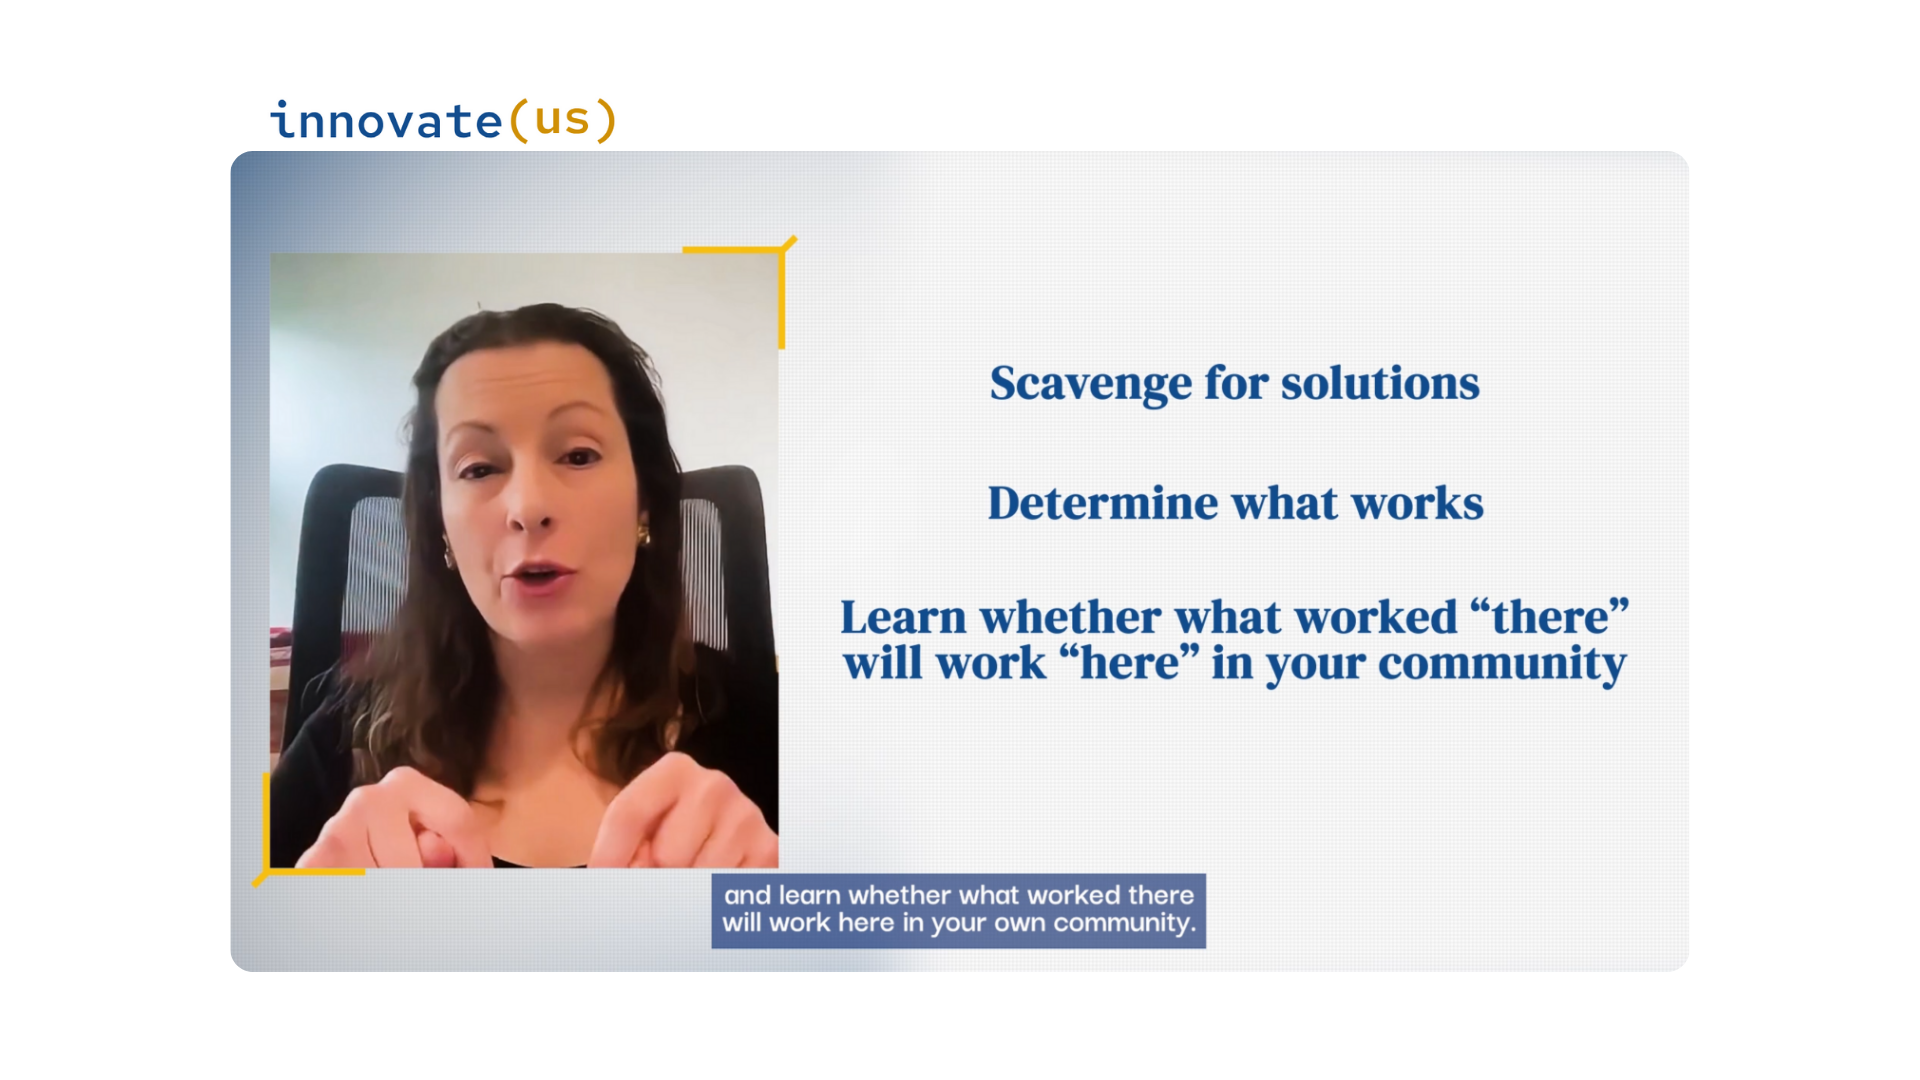 innovate(us)
Scavenge for solutions
Determine what works
Learn whether what worked “there”
will work “here” in your community
and learn whether what worked there
will work here in your own community.